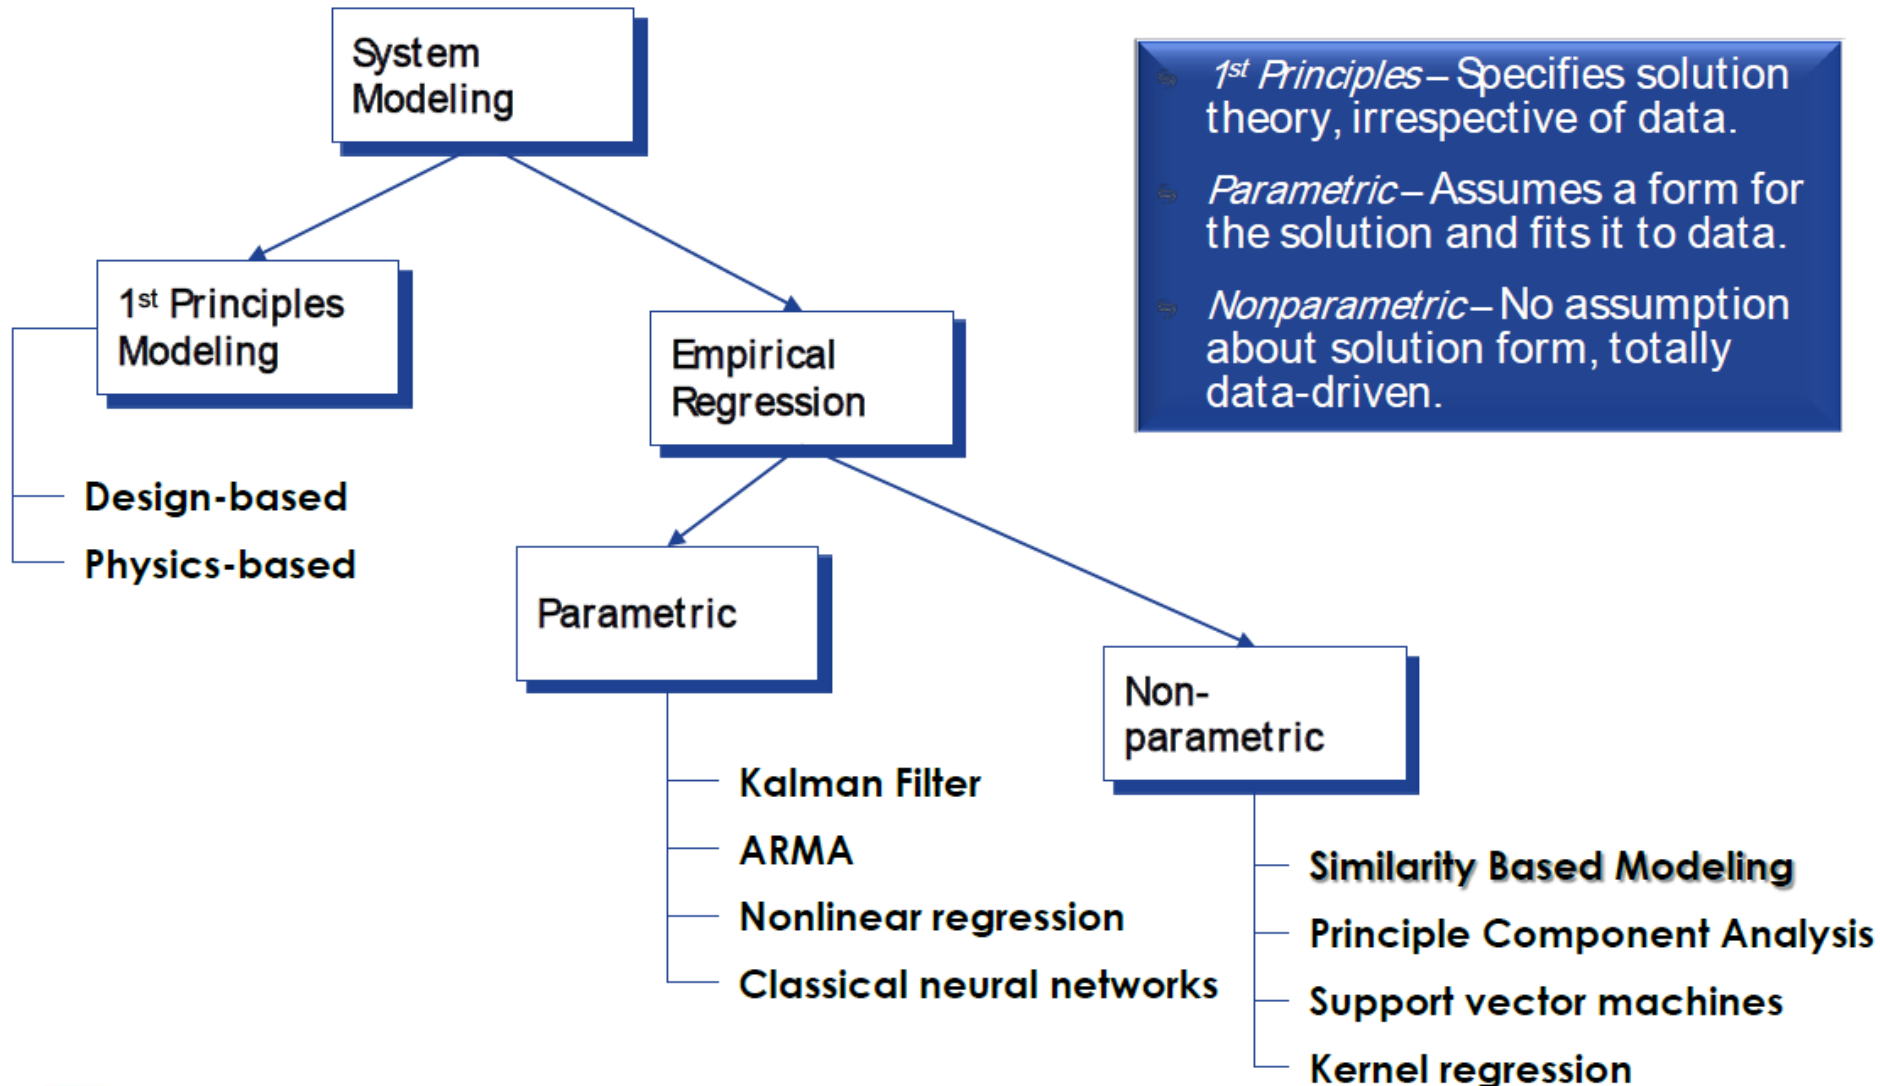 System
Modeling
1st Principles – Specifies solution
theory, irrespective of data.
Parametric – Assumes a form for
the solution and fits it to data.
Nonparametric – No assumption
about solution form, totally
data-driven.
1st Principles
Modeling
Empirical
Regression
Design-based
Physics-based
Parametric
Non-
parametric
Kalman Filter
ARMA
Nonlinear regression
Classical neural networks
Similarity Based Modeling
Principle Component Analysis
Support vector machines
Kernel regression